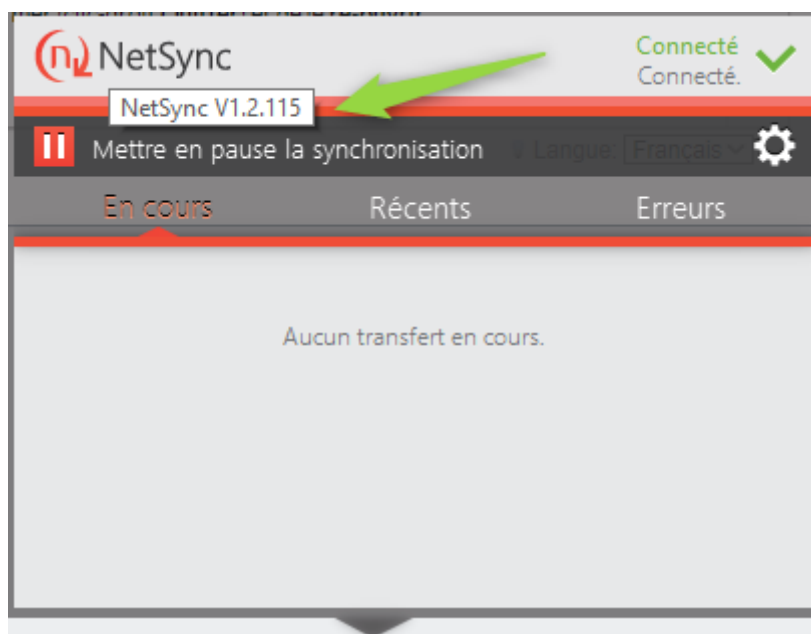 NetSync
Connecté
Connecté.
NetSync V1.2.115
Mettre en pause la synchronisation
Langue: Français
En cours
Récents
Erreurs
Aucun transfert en cours.